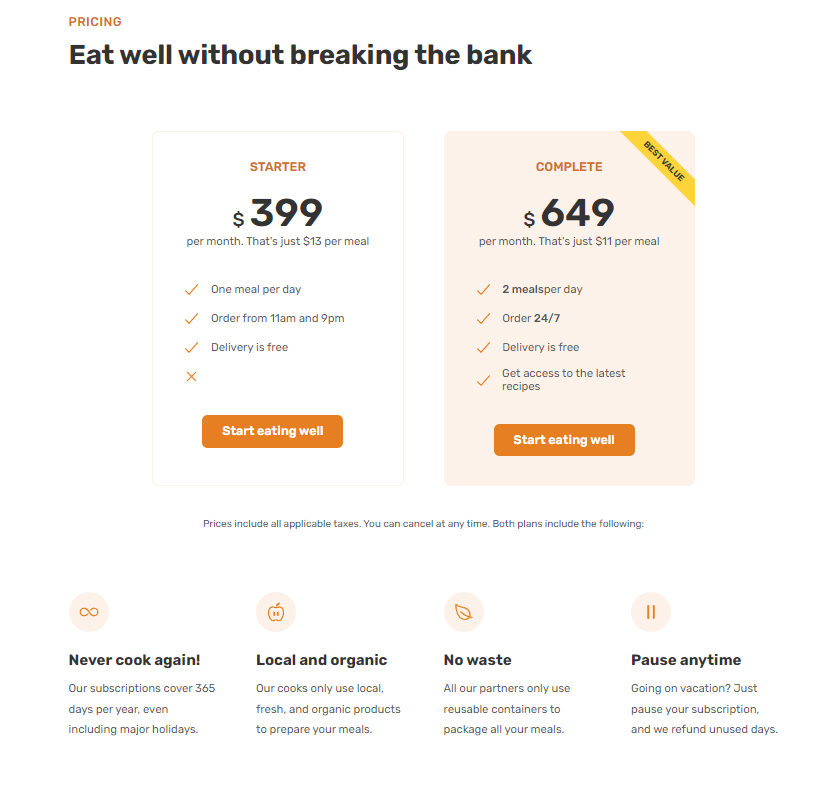 PRICING
Eat well without breaking the bank
STARTER
$ 399
per month. That's just $13 per meal
One meal per day
Order from 11am and 9pm
Delivery is free
Start eating well
BEST VALUE
COMPLETE
$ 649
per month. That's just $11 per meal
2 mealsper day
Order 24/7
Delivery is free
Get access to the latest
recipes
Start eating well
Prices include all applicable taxes. You can cancel at any time. Both plans include the following:
Never cook again!
Our subscriptions cover 365
days per year, even
including major holidays.
Local and organic
Our cooks only use local,
fresh, and organic products
to prepare your meals.
No waste
All our partners only use
reusable containers to
package all your meals.
Pause anytime
Going on vacation? Just
pause your subscription,
and we refund unused days.